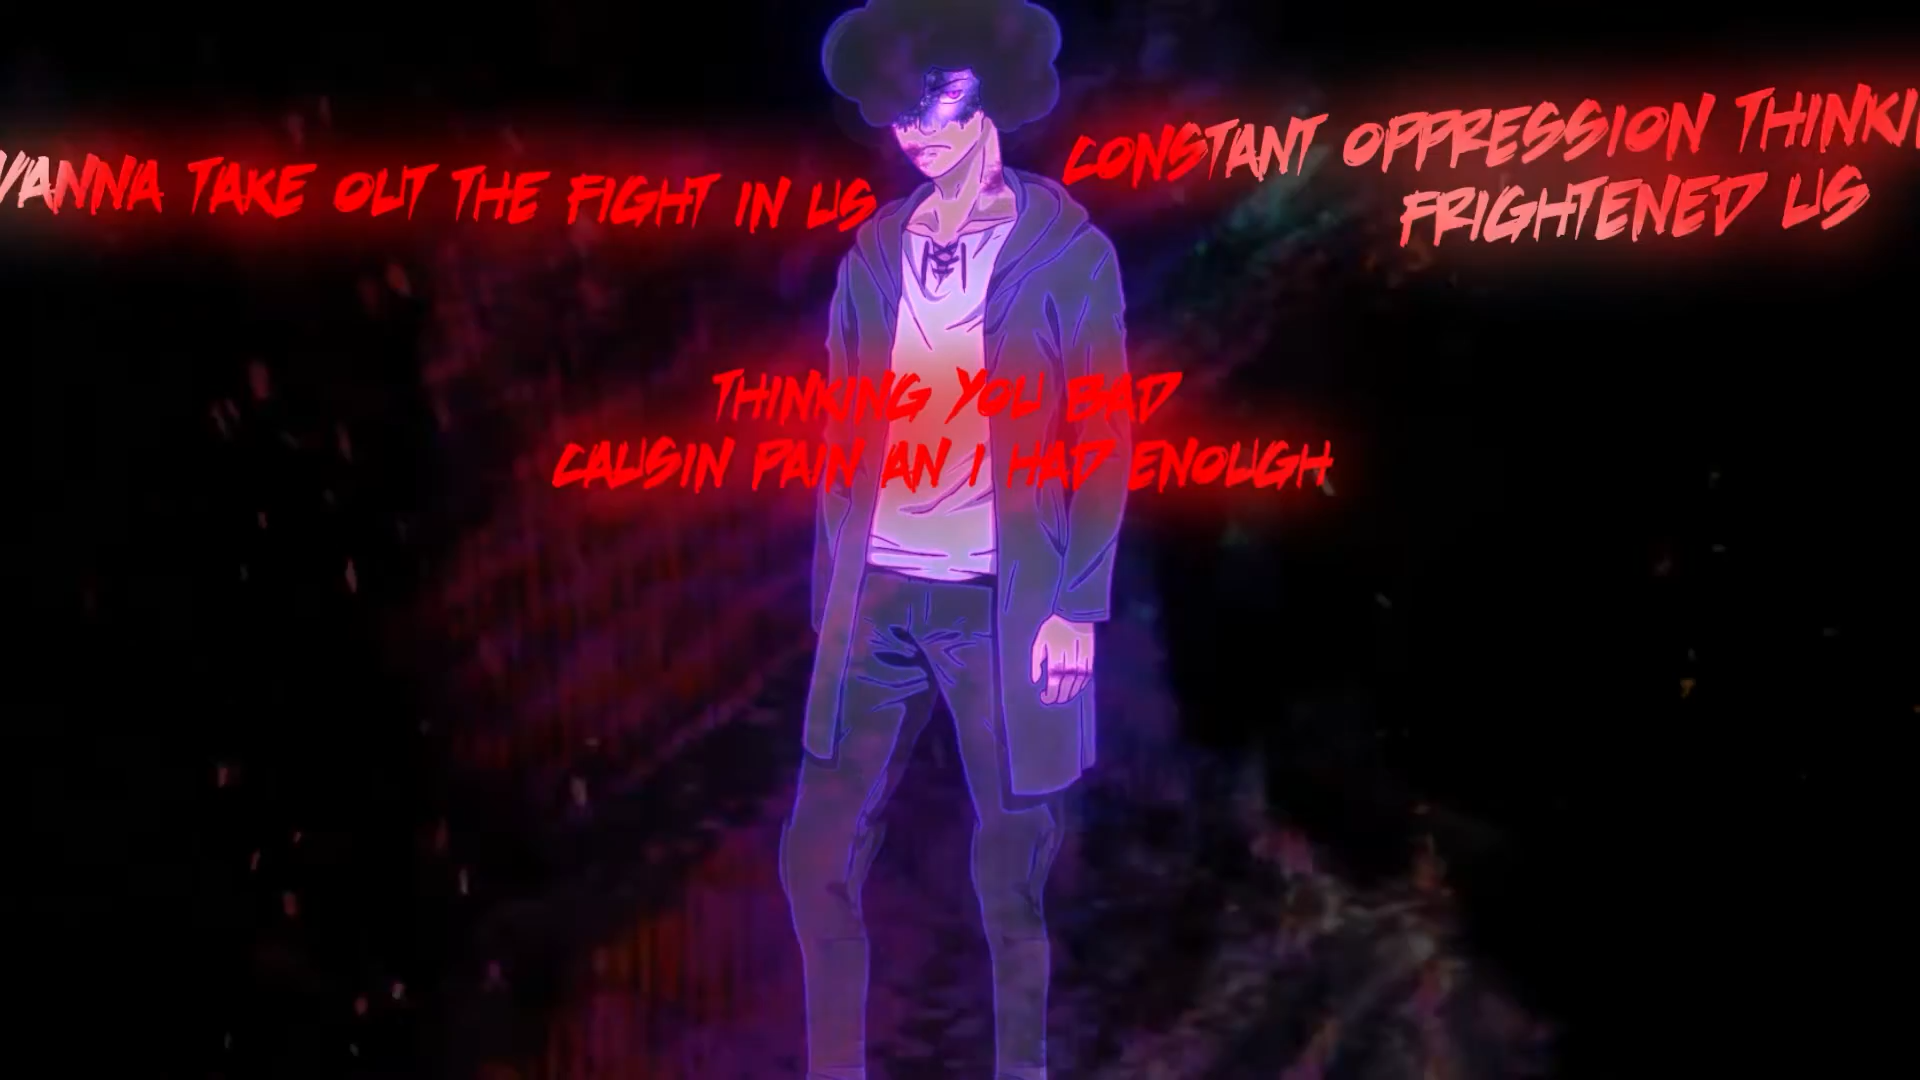 WANNA TAKE OUT THE FIGHT IN US
CONSTANT OPPRESSION
FRIGHTENED US
THINKING YOU BAD
CAUSIN PAIN AN I HAD ENOUGH